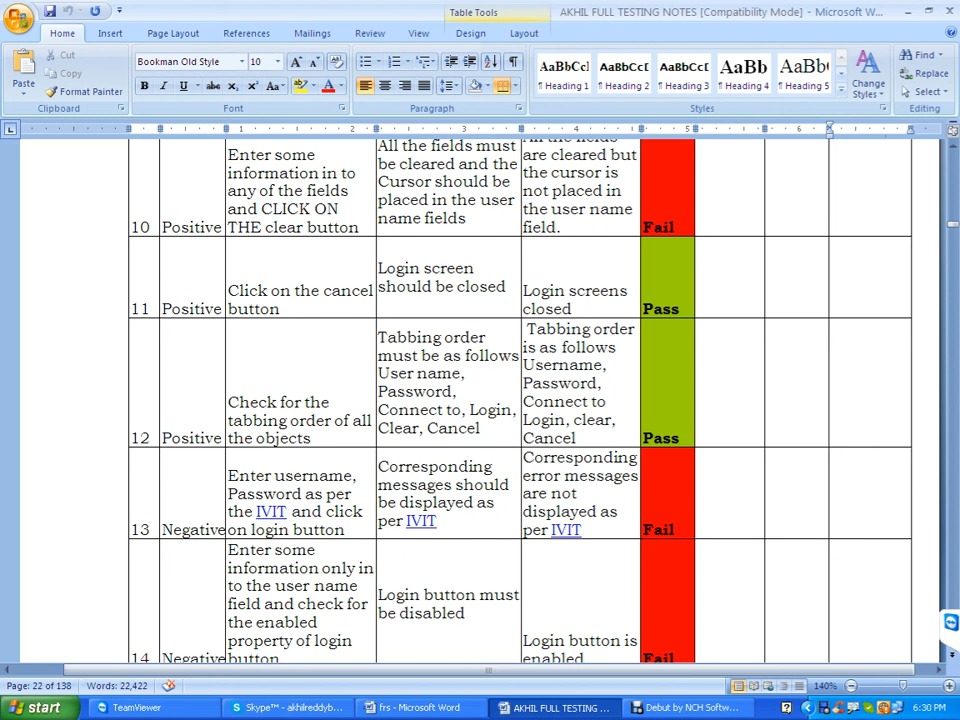 Table Tools
AKHIL FULL TESTING NOTES [Compatibility Mode] - Microsoft W...
Home Insert Page Layout References Mailings Review View Design Layout
Paste
Cut
Copy
Format Painter
Clipboard
Bookman Old Style 10
Font
Paragraph
AaBbCcl AaBbCc AaBbCcI AaBb AaBb(
¶ Heading 1 ¶ Heading 2 ¶ Heading 3 ¶ Heading 4 ¶ Heading 5
Change
Styles
Styles
Find
Replace
Select
Editing
1 2 3 4 5 6
10
Positive
Enter some
information in to
any of the fields
and CLICK ON
THE clear button
All the fields must
be cleared and the
Cursor should be
placed in the user
name fields
All the fields
are cleared but
the cursor is
not placed in
the user name
field.
Fail
11
Positive
Click on the cancel
button
Login screen
should be closed
Login screens
closed
Pass
12
Positive
Check for the
tabbing order of all
the objects
Tabbing order
must be as follows
User name,
Password,
Connect to, Login,
Clear, Cancel
Tabbing order
is as follows
Username,
Password,
Connect to
Login, clear,
Cancel
Pass
13
Negative
Enter username,
Password as per
the IVIT and click
on login button
Corresponding
messages should
be displayed as
per IVIT
Corresponding
error messages
are not
displayed as
per IVIT
Fail
14
Negative
Enter some
information only in
to the user name
field and check for
the enabled
property of login
button
Login button must
be disabled
Login button is
enabled
Fail
Page: 22 of 138 Words: 22,422 140%
start TeamViewer Skype™ - akhilreddyb... frs - Microsoft Word AKHIL FULL TESTING ... Debut by NCH Softw... 6:30 PM